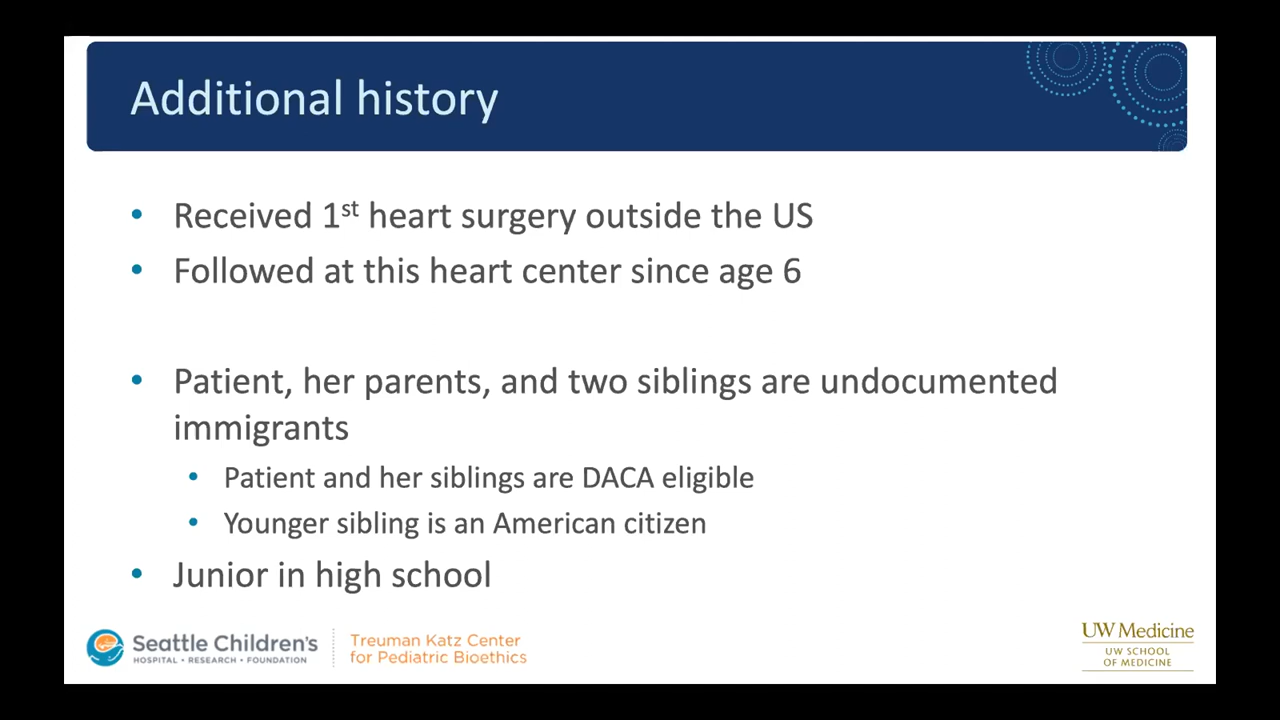 Additional history
• Received 1st heart surgery outside the US
• Followed at this heart center since age 6
• Patient, her parents, and two siblings are undocumented
immigrants
• Patient and her siblings are DACA eligible
• Younger sibling is an American citizen
• Junior in high school
Seattle Children's
HOSPITAL • RESEARCH • FOUNDATION
Treuman Katz Center
for Pediatric Bioethics
UW Medicine
UW SCHOOL
OF MEDICINE